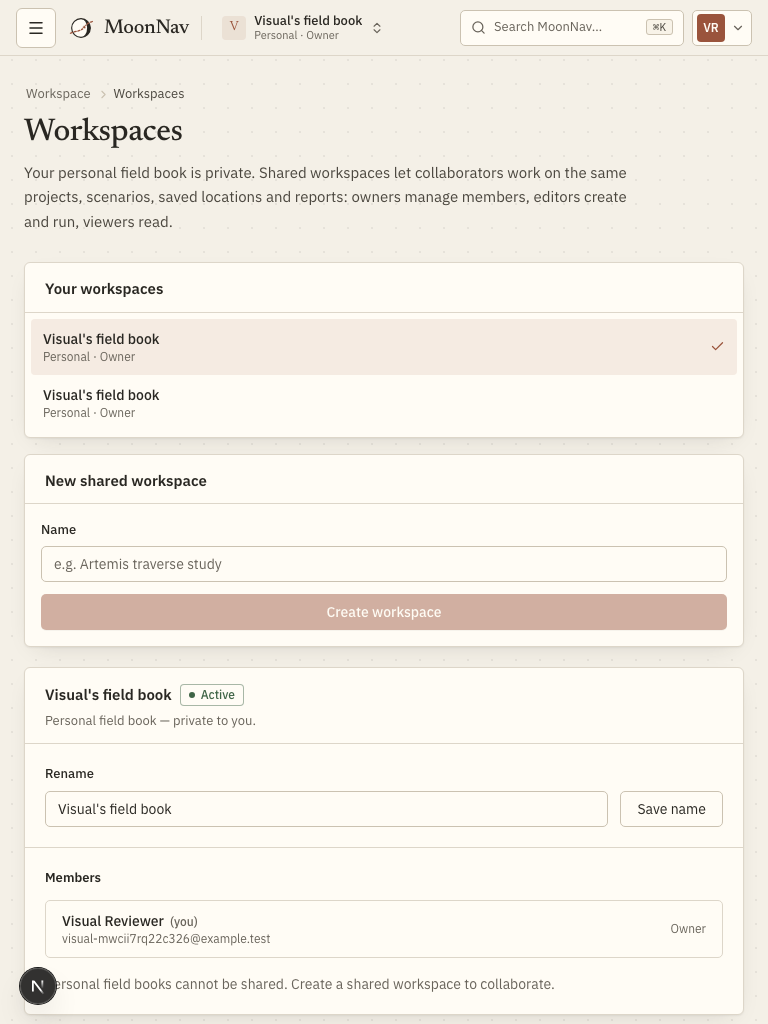 MoonNav
V
Visual's field book
Personal · Owner
Search MoonNav...
⌘K
VR
Workspace
Workspaces
Workspaces
Your personal field book is private. Shared workspaces let collaborators work on the same
projects, scenarios, saved locations and reports: owners manage members, editors create
and run, viewers read.
Your workspaces
Visual's field book
Personal · Owner
Visual's field book
Personal · Owner
New shared workspace
Name
e.g. Artemis traverse study
Create workspace
Visual's field book
Active
Personal field book — private to you.
Rename
Visual's field book
Save name
Members
Visual Reviewer (you)
visual-mwcii7rq22c326@example.test
Owner
N
ersonal field books cannot be shared. Create a shared workspace to collaborate.